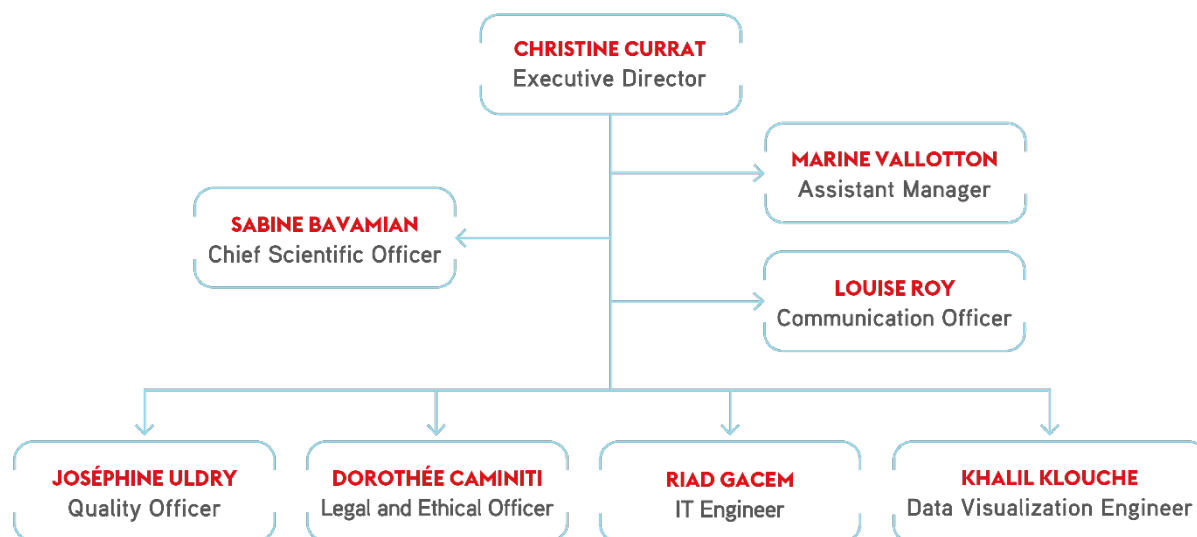 CHRISTINE CURRAT
Executive Director
MARINE VALLOTTON
Assistant Manager
SABINE BAVAMIAN
Chief Scientific Officer
LOUISE ROY
Communication Officer
JOSÉPHINE ULDRY
Quality Officer
DOROTHÉE CAMINITI
Legal and Ethical Officer
RIAD GACEM
IT Engineer
KHALIL KLOUCHE
Data Visualization Engineer